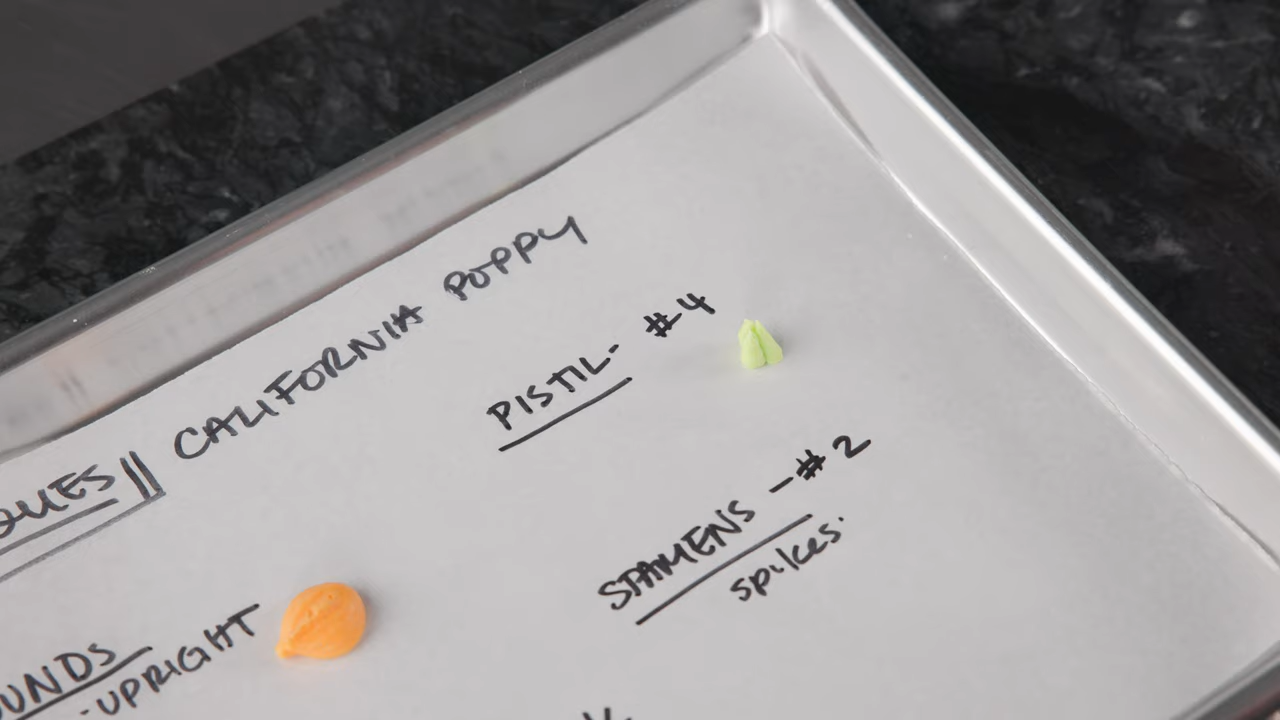 || CALIFORNIA POPPY
PISTIL- #4
STAMENS -#2
spikes.
·UPRIGHT